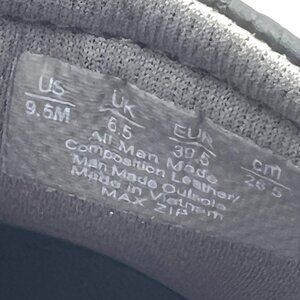 US UK EUR cm
9.5M 6.5 39.5 26.5
All Man Made
Composition Leather/
Man Made Outsole
Made in Vietnam
MAX ZIP